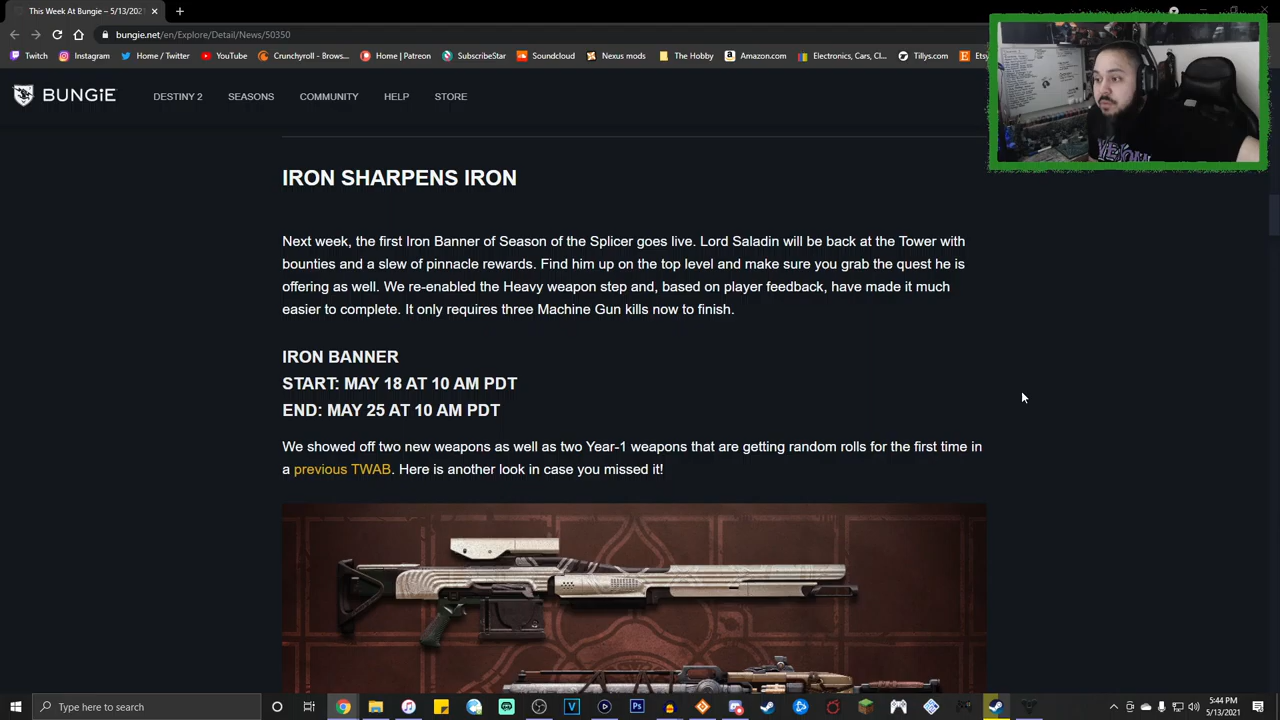 This Week At Bungie – 5/13/2021
bungie.net/en/Explore/Detail/News/50350
Twitch Instagram Home / Twitter YouTube Crunchyroll - Brows... Home | Patreon SubscribeStar Soundcloud Nexus mods The Hobby Amazon.com Electronics, Cars, Cl... Tillys.com Ets
BUNGiE DESTINY 2 SEASONS COMMUNITY HELP STORE
IRON SHARPENS IRON
Next week, the first Iron Banner of Season of the Splicer goes live. Lord Saladin will be back at the Tower with
bounties and a slew of pinnacle rewards. Find him up on the top level and make sure you grab the quest he is
offering as well. We re-enabled the Heavy weapon step and, based on player feedback, have made it much
easier to complete. It only requires three Machine Gun kills now to finish.
IRON BANNER
START: MAY 18 AT 10 AM PDT
END: MAY 25 AT 10 AM PDT
We showed off two new weapons as well as two Year-1 weapons that are getting random rolls for the first time in
a previous TWAB. Here is another look in case you missed it!
Type here to search
5:44 PM
5/13/2021